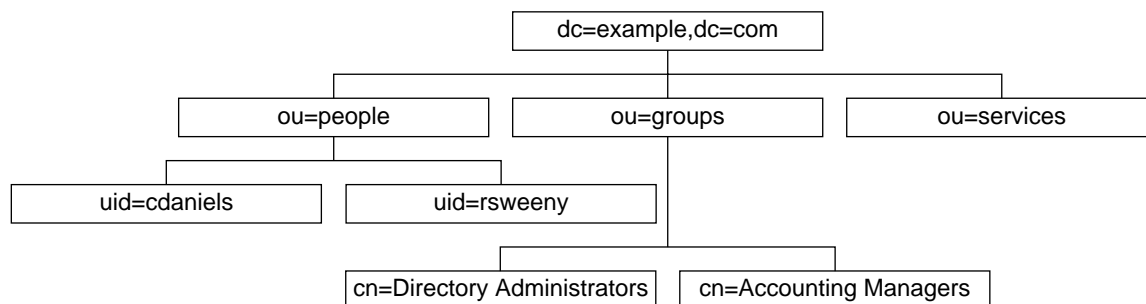 dc=example,dc=com
ou=people
ou=groups
ou=services
uid=cdaniels
uid=rsweeny
cn=Directory Administrators
cn=Accounting Managers